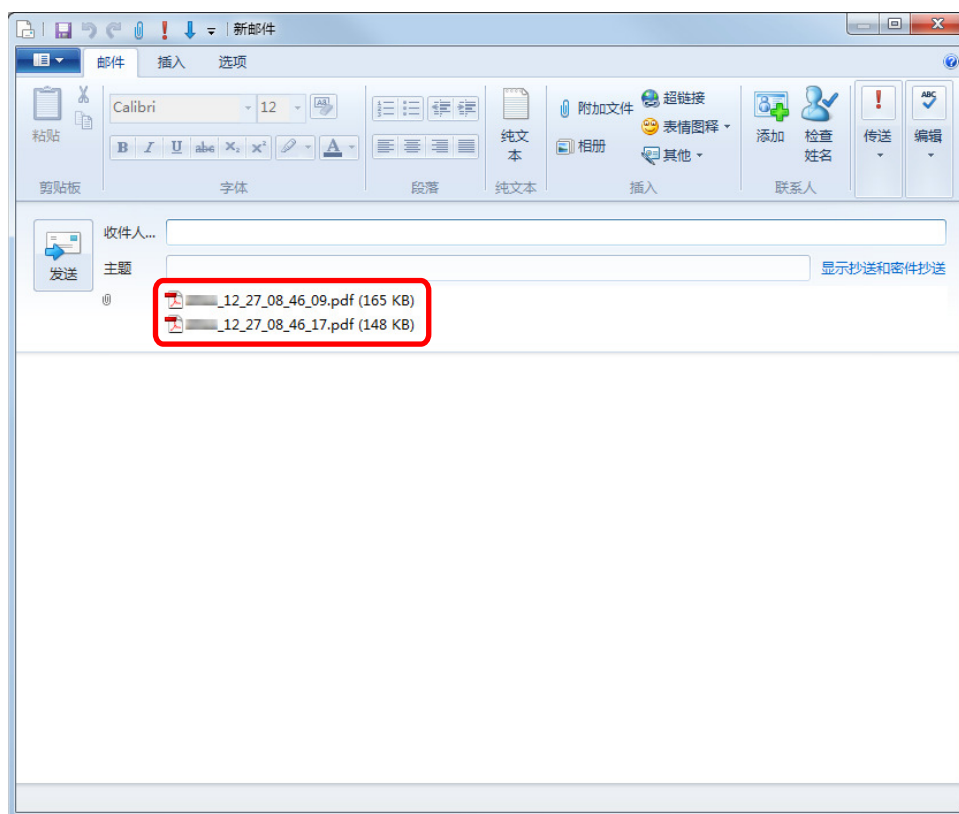 新邮件
邮件 插入 选项
粘贴
Calibri 12
B I U abc X₂ X² A
纯文本
附加文件
相册
超链接
表情图释
其他
添加
检查姓名
传送
ABC
编辑
剪贴板 字体 段落 纯文本 插入 联系人
发送
收件人...
主题
显示抄送和密件抄送
_12_27_08_46_09.pdf (165 KB)
_12_27_08_46_17.pdf (148 KB)